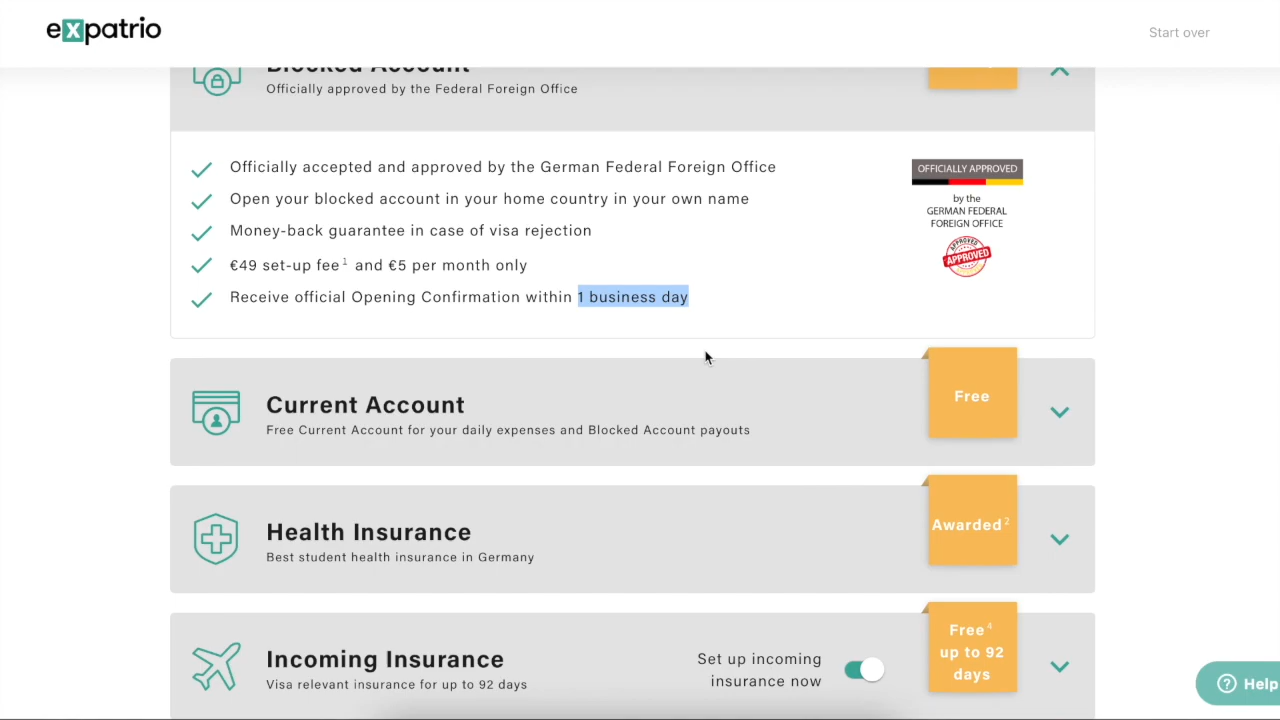 expatrio
Start over
Blocked Account
Officially approved by the Federal Foreign Office
Officially accepted and approved by the German Federal Foreign Office
Open your blocked account in your home country in your own name
Money-back guarantee in case of visa rejection
€49 set-up fee¹ and €5 per month only
Receive official Opening Confirmation within 1 business day
OFFICIALLY APPROVED
by the
GERMAN FEDERAL
FOREIGN OFFICE
APPROVED
APPROVED
Current Account
Free Current Account for your daily expenses and Blocked Account payouts
Free
Health Insurance
Best student health insurance in Germany
Awarded²
Incoming Insurance
Visa relevant insurance for up to 92 days
Set up incoming
insurance now
Free⁴
up to 92
days
Help